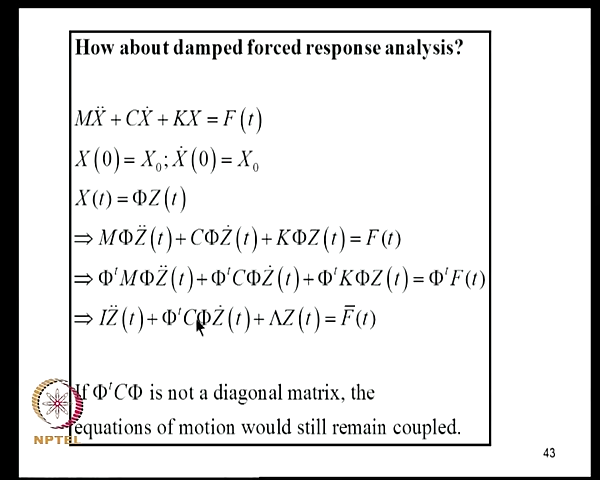 How about damped forced response analysis?
MẌ + CẊ + KX = F(t)
X(0) = X₀; Ẋ(0) = X₀
X(t) = ΦZ(t)
⇒ MΦZ̈(t) + CΦŻ(t) + KΦZ(t) = F(t)
⇒ ΦᵗMΦZ̈(t) + ΦᵗCΦŻ(t) + ΦᵗKΦZ(t) = ΦᵗF(t)
⇒ IZ̈(t) + ΦᵗCΦŻ(t) + ΛZ(t) = F̅(t)
If ΦᵗCΦ is not a diagonal matrix, the
equations of motion would still remain coupled.
NPTEL
43